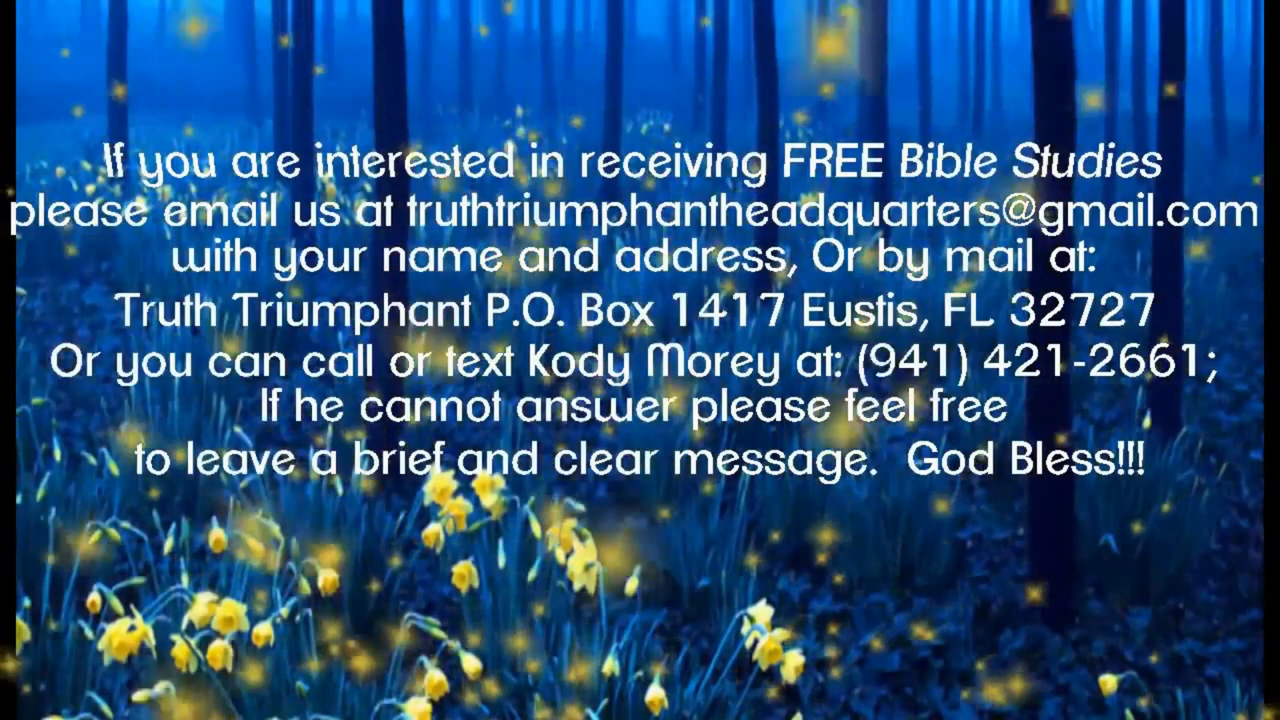 If you are interested in receiving FREE Bible Studies
please email us at truthtriumphantheadquarters@gmail.com
with your name and address, Or by mail at:
Truth Triumphant P.O. Box 1417 Eustis, FL 32727
Or you can call or text Kody Morey at: (941) 421-2661;
If he cannot answer please feel free
to leave a brief and clear message.  God Bless!!!